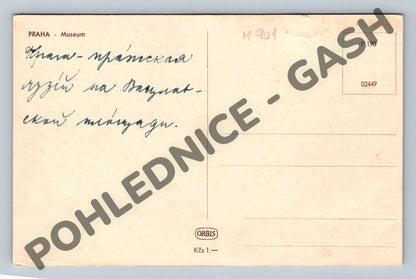 PRAHA - Museum
M 901
Прага - пражская
музей на Вацлав-
ской площади.
02449
ORBIS
Kčs 1.—
POHLEDNICE - GASH